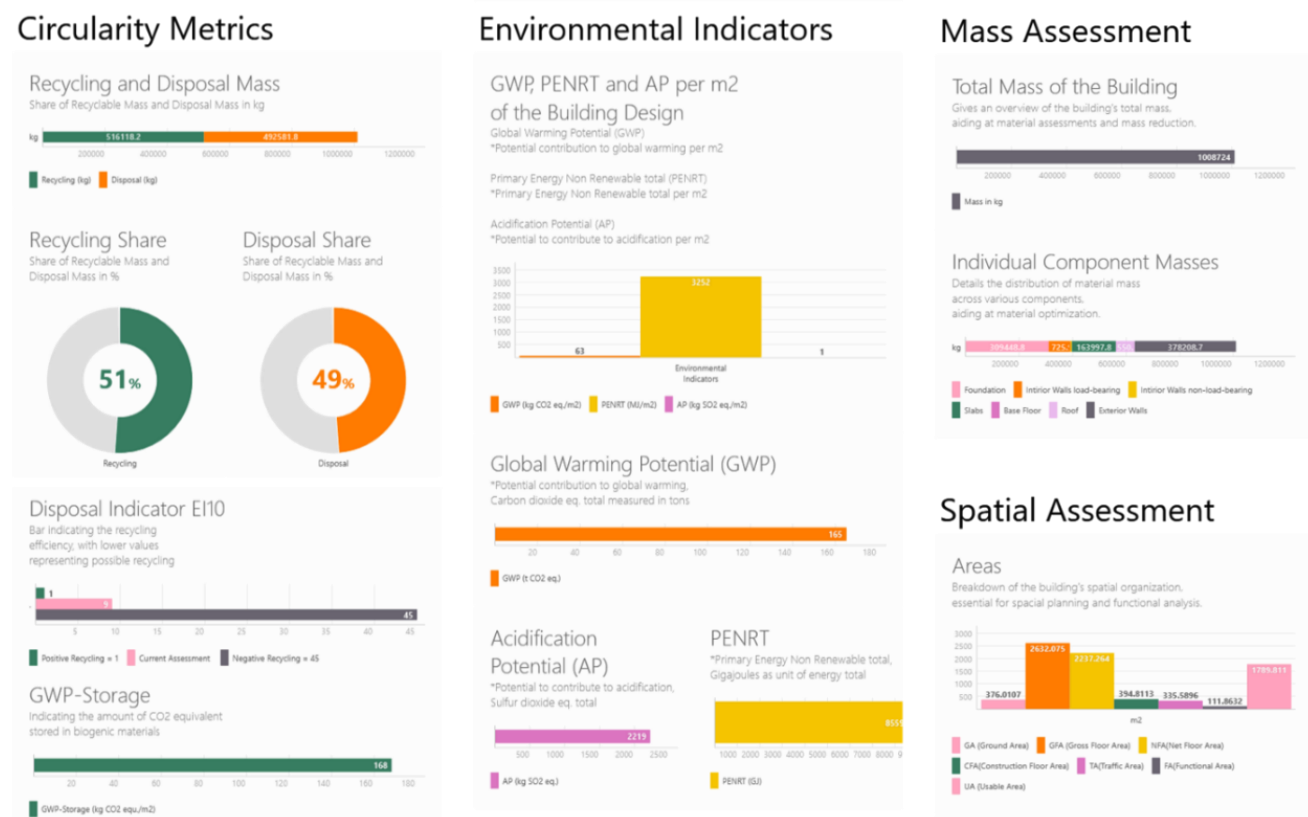 Circularity Metrics
Recycling and Disposal Mass
Share of Recyclable Mass and Disposal Mass in kg
kg 516118.2
200000 400000 600000 800000 1000000 1200000
Recycling (kg) Disposal (kg)
Recycling Share
Share of Recyclable Mass and
Disposal Mass in %
51%
Recycling
Disposal Share
Share of Recyclable Mass and
Disposal Mass in %
49%
Disposal
Disposal Indicator EI10
Bar indicating the recycling
efficiency, with lower values
representing possible recycling
1
9
45
5 10 15 20 25 30 35 40 45
Positive Recycling = 1 Current Assessment Negative Recycling = 45
GWP-Storage
Indicating the amount of CO2 equivalent
stored in biogenic materials
168
20 40 60 80 100 120 140 160 180
GWP-Storage (kg CO2 equ./m2)
Environmental Indicators
GWP, PENRT and AP per m2
of the Building Design
Global Warming Potential (GWP)
*Potential contribution to global warming per m2
Primary Energy Non Renewable total (PENRT)
*Primary Energy Non Renewable total per m2
Acidification Potential (AP)
*Potential to contribute to acidification per m2
3500
3000
2500
2000
1500
1000
500
63
3252
1
Environmental
Indicators
GWP (kg CO2 eq./m2) PENRT (MJ/m2) AP (kg SO2 eq./m2)
Global Warming Potential (GWP)
*Potential contribution to global warming,
Carbon dioxide eq. total measured in tons
165
20 40 60 80 100 120 140 160 180
GWP (t CO2 eq.)
Acidification
Potential (AP)
*Potential to contribute to acidification,
Sulfur dioxide eq. total
2219
500 1000 1500 2000 2500
AP (kg SO2 eq.)
PENRT
*Primary Energy Non Renewable total,
Gigajoules as unit of energy total
1000 2000 3000 4000 5000 6000 7000 8000 9
PENRT (GJ)
Mass Assessment
Total Mass of the Building
Gives an overview of the building's total mass,
aiding at material assessments and mass reduction.
1008724
200000 400000 600000 800000 1000000 1200000
Mass in kg
Individual Component Masses
Details the distribution of material mass
across various components,
aiding at material optimization.
kg 163997.8 378208.7
200000 400000 600000 800000 1000000 1200000
Foundation Intirior Walls load-bearing Intirior Walls non-load-bearing
Slabs Base Floor Roof Exterior Walls
Spatial Assessment
Areas
Breakdown of the building's spatial organization,
essential for spacial planning and functional analysis.
3000
2500
2000
1500
1000
500
376.0107
2632.075
2237.264
394.8113
335.5896
111.8632
1789.811
m2
GA (Ground Area) GFA (Gross Floor Area) NFA(Net Floor Area)
CFA(Construction Floor Area) TA(Traffic Area) FA(Functional Area)
UA (Usable Area)